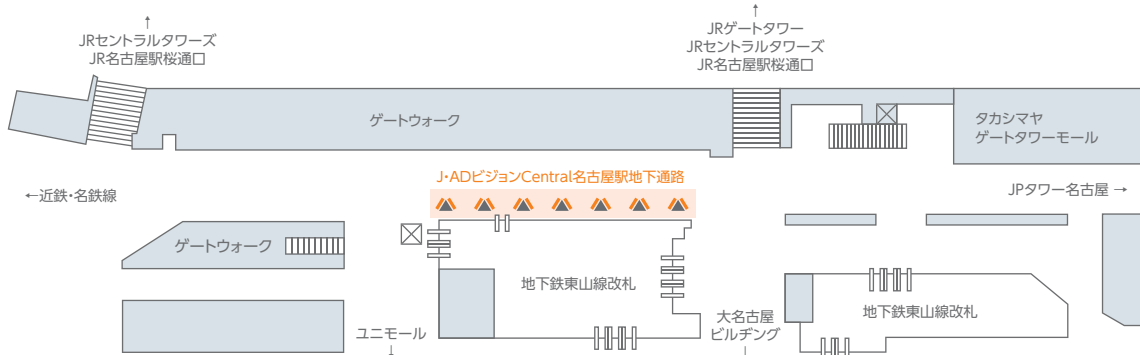 ↑
JRセントラルタワーズ
JR名古屋駅桜通口
↑
JRゲートタワー
JRセントラルタワーズ
JR名古屋駅桜通口
ゲートウォーク
タカシマヤ
ゲートタワーモール
J・ADビジョンCentral名古屋駅地下通路
←近鉄・名鉄線
JPタワー名古屋→
ゲートウォーク
地下鉄東山線改札
地下鉄東山線改札
ユニモール
↓
大名古屋
ビルヂング
↓